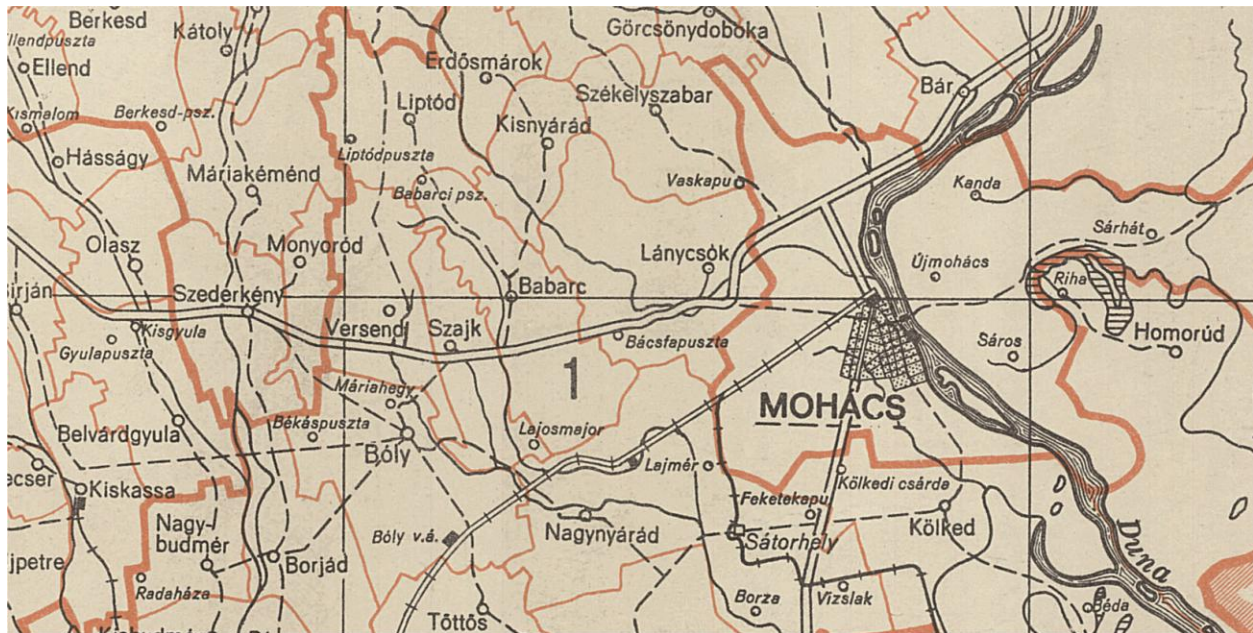 Berkesd
Kátoly
Görcsönydoboka
Ellend
Erdősmárok
Bár
Liptód
Székelyszabar
Kismalom
Berkesd-psz.
Kisnyárád
Hásságy
Liptódpuszta
Máriakéménd
Babarci psz.
Vaskapu
Kanda
Sárhát
Olasz
Monyoród
Lánycsók
Újmohács
Riha
Szederkény
Babarc
Kisgyula
Versend
Szajk
Bácsfapuszta
Homorúd
Gyulapuszta
Sáros
1
Máriahegy
MOHÁCS
Belvárdgyula
Békáspuszta
Bóly
Lajosmajor
Lajmér
Kölkedi csárda
Kiskassa
Feketekapu
Nagy-
budmér
Bóly v.á.
Nagynyárád
Sátorhely
Kölked
Duna
Borjád
Radaháza
Töttös
Borza
Vizslak
Béda